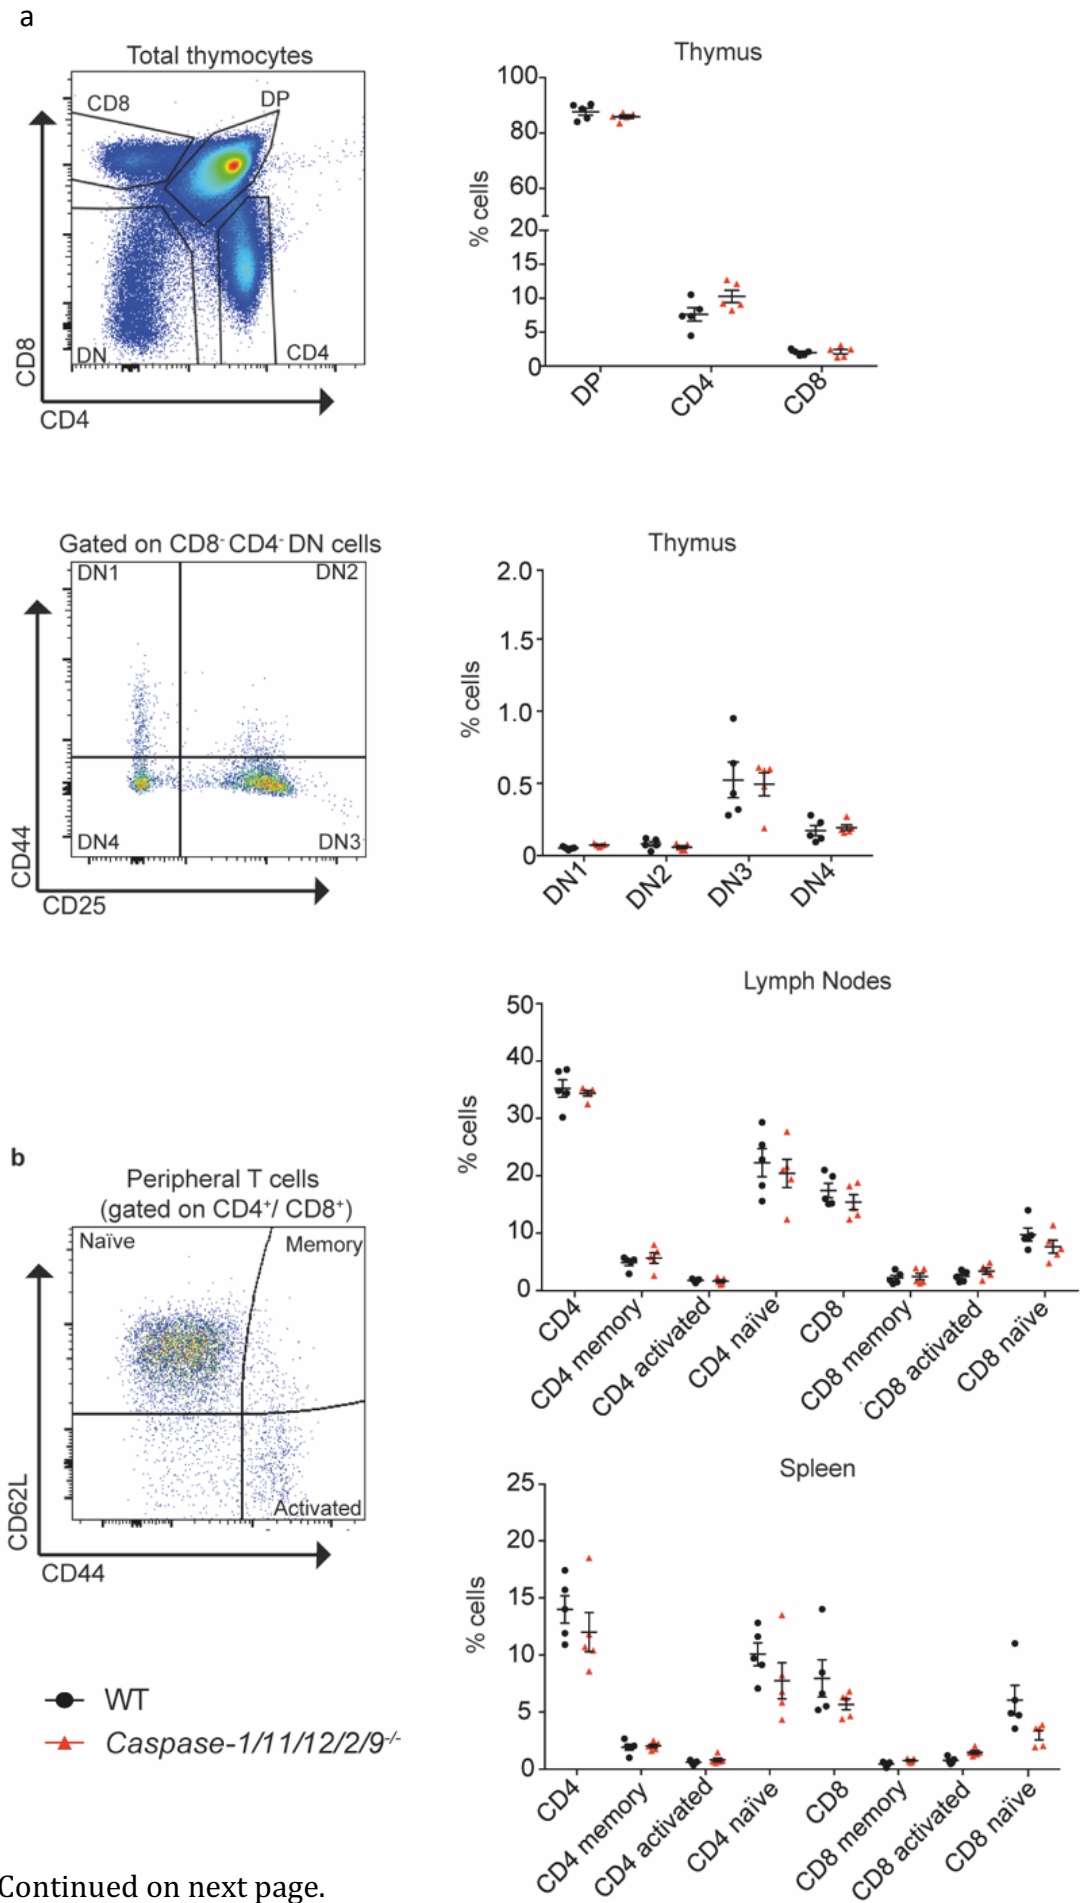 a
Total thymocytes
CD8
DP
DN
CD4
CD8
CD4
Thymus
100
80
60
20
15
10
5
0
% cells
DP
CD4
CD8
Gated on CD8- CD4- DN cells
DN1
DN2
DN4
DN3
CD44
CD25
Thymus
2.0
1.5
1.0
0.5
0
% cells
DN1
DN2
DN3
DN4
Lymph Nodes
50
40
30
20
10
0
% cells
CD4
CD4 memory
CD4 activated
CD4 naïve
CD8
CD8 memory
CD8 activated
CD8 naïve
b
Peripheral T cells
(gated on CD4+/ CD8+)
Naïve
Memory
Activated
CD62L
CD44
Spleen
25
20
15
10
5
0
% cells
CD4
CD4 memory
CD4 activated
CD4 naïve
CD8
CD8 memory
CD8 activated
CD8 naïve
WT
Caspase-1/11/12/2/9-/-
Continued on next page.